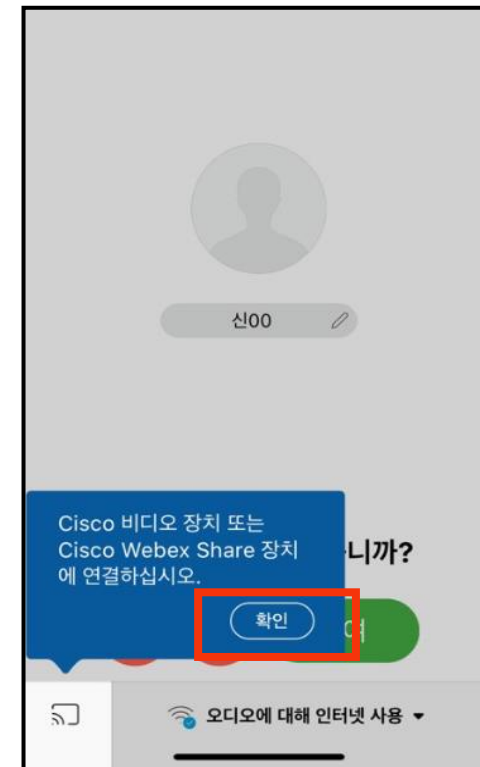 신00
Cisco 비디오 장치 또는
Cisco Webex Share 장치
에 연결하십시오.
니까?
확인
여
오디오에 대해 인터넷 사용